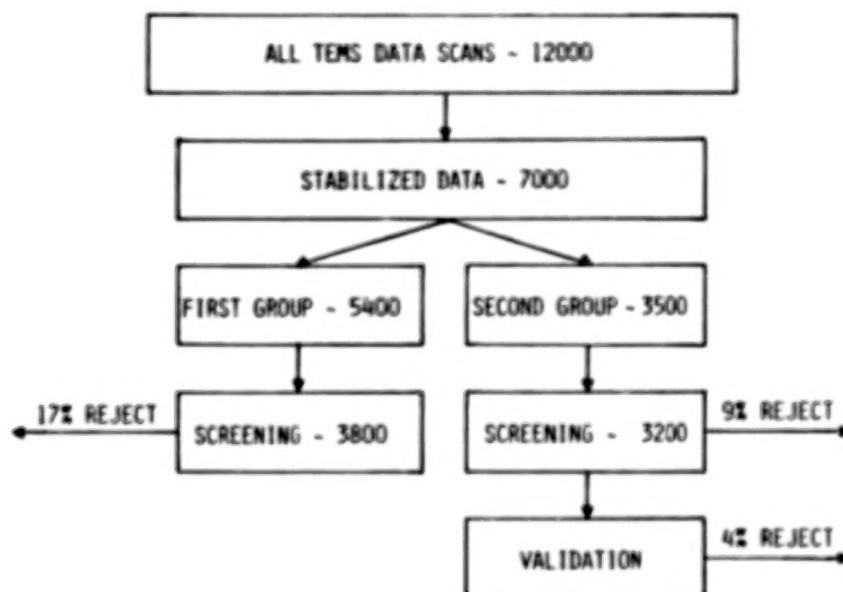 ALL TEMS DATA SCANS - 12000
STABILIZED DATA - 7000
FIRST GROUP - 5400
SECOND GROUP - 3500
17% REJECT
SCREENING - 3800
SCREENING - 3200
9% REJECT
VALIDATION
4% REJECT